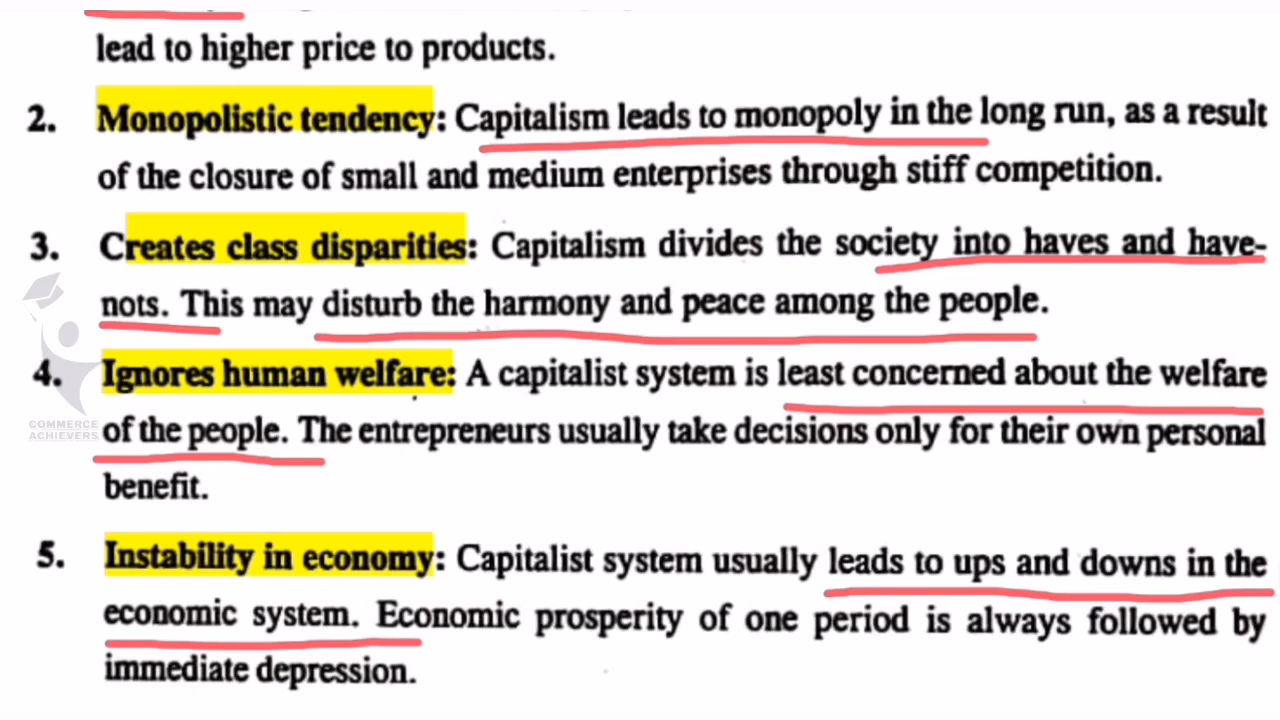 lead to higher price to products.
2. Monopolistic tendency: Capitalism leads to monopoly in the long run, as a result
of the closure of small and medium enterprises through stiff competition.
3. Creates class disparities: Capitalism divides the society into haves and have-
nots. This may disturb the harmony and peace among the people.
4. Ignores human welfare: A capitalist system is least concerned about the welfare
of the people. The entrepreneurs usually take decisions only for their own personal
benefit.
5. Instability in economy: Capitalist system usually leads to ups and downs in the
economic system. Economic prosperity of one period is always followed by
immediate depression.
COMMERCE
ACHIEVERS